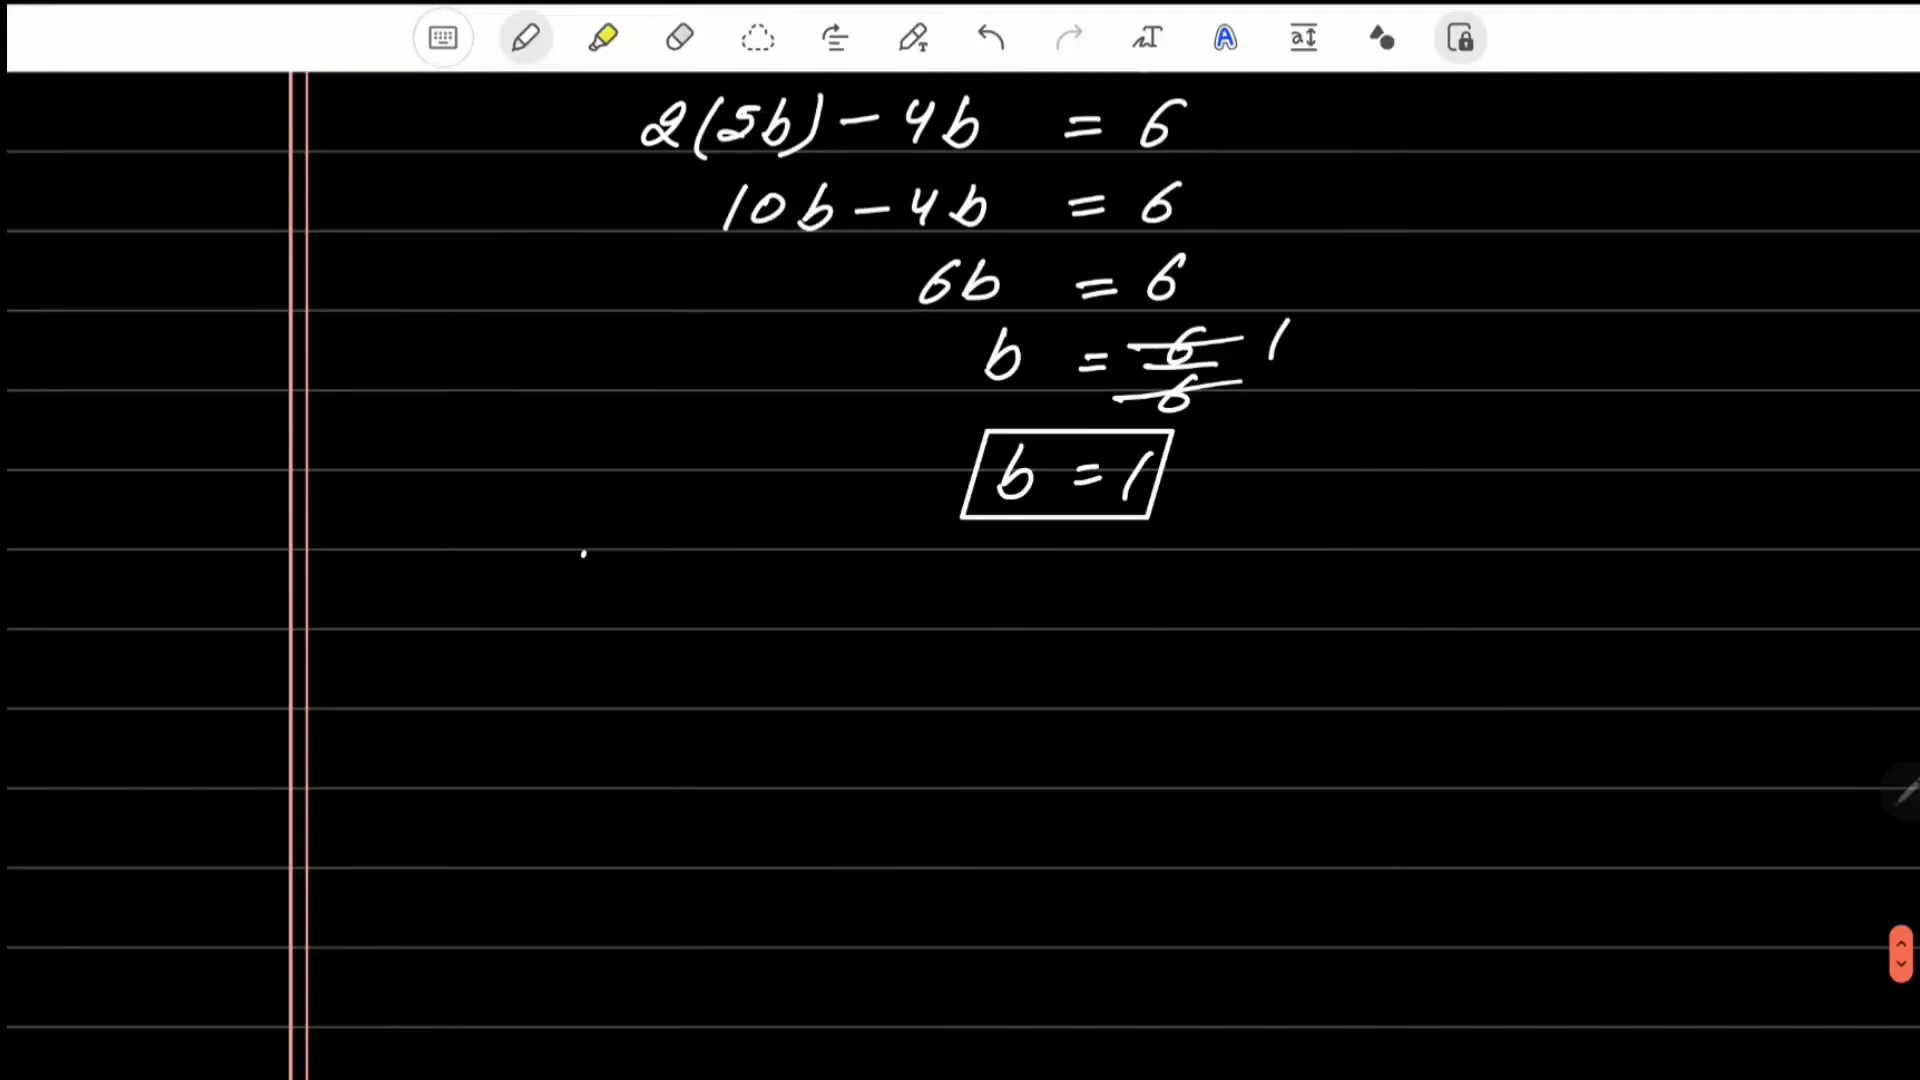 2(5b) - 4b = 6
10b - 4b = 6
6b = 6
b = 6/6 1
b = 1